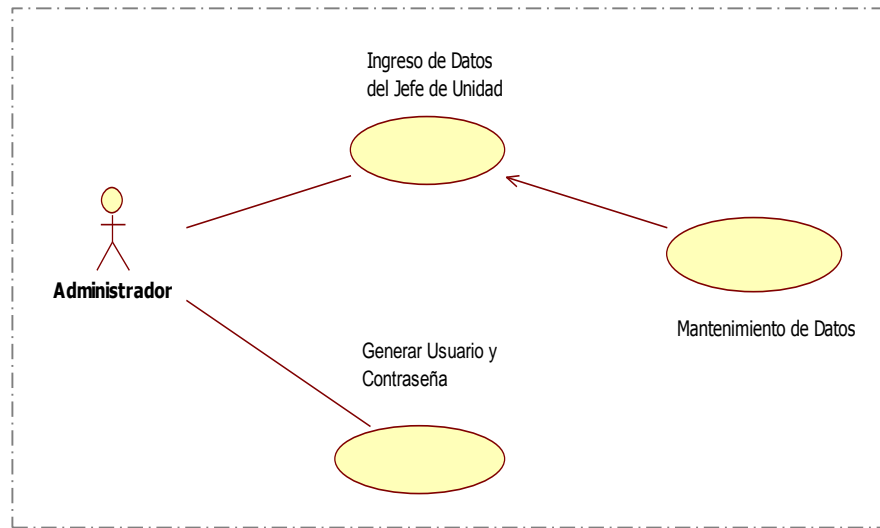 Ingreso de Datos
del Jefe de Unidad
Administrador
Mantenimiento de Datos
Generar Usuario y
Contraseña